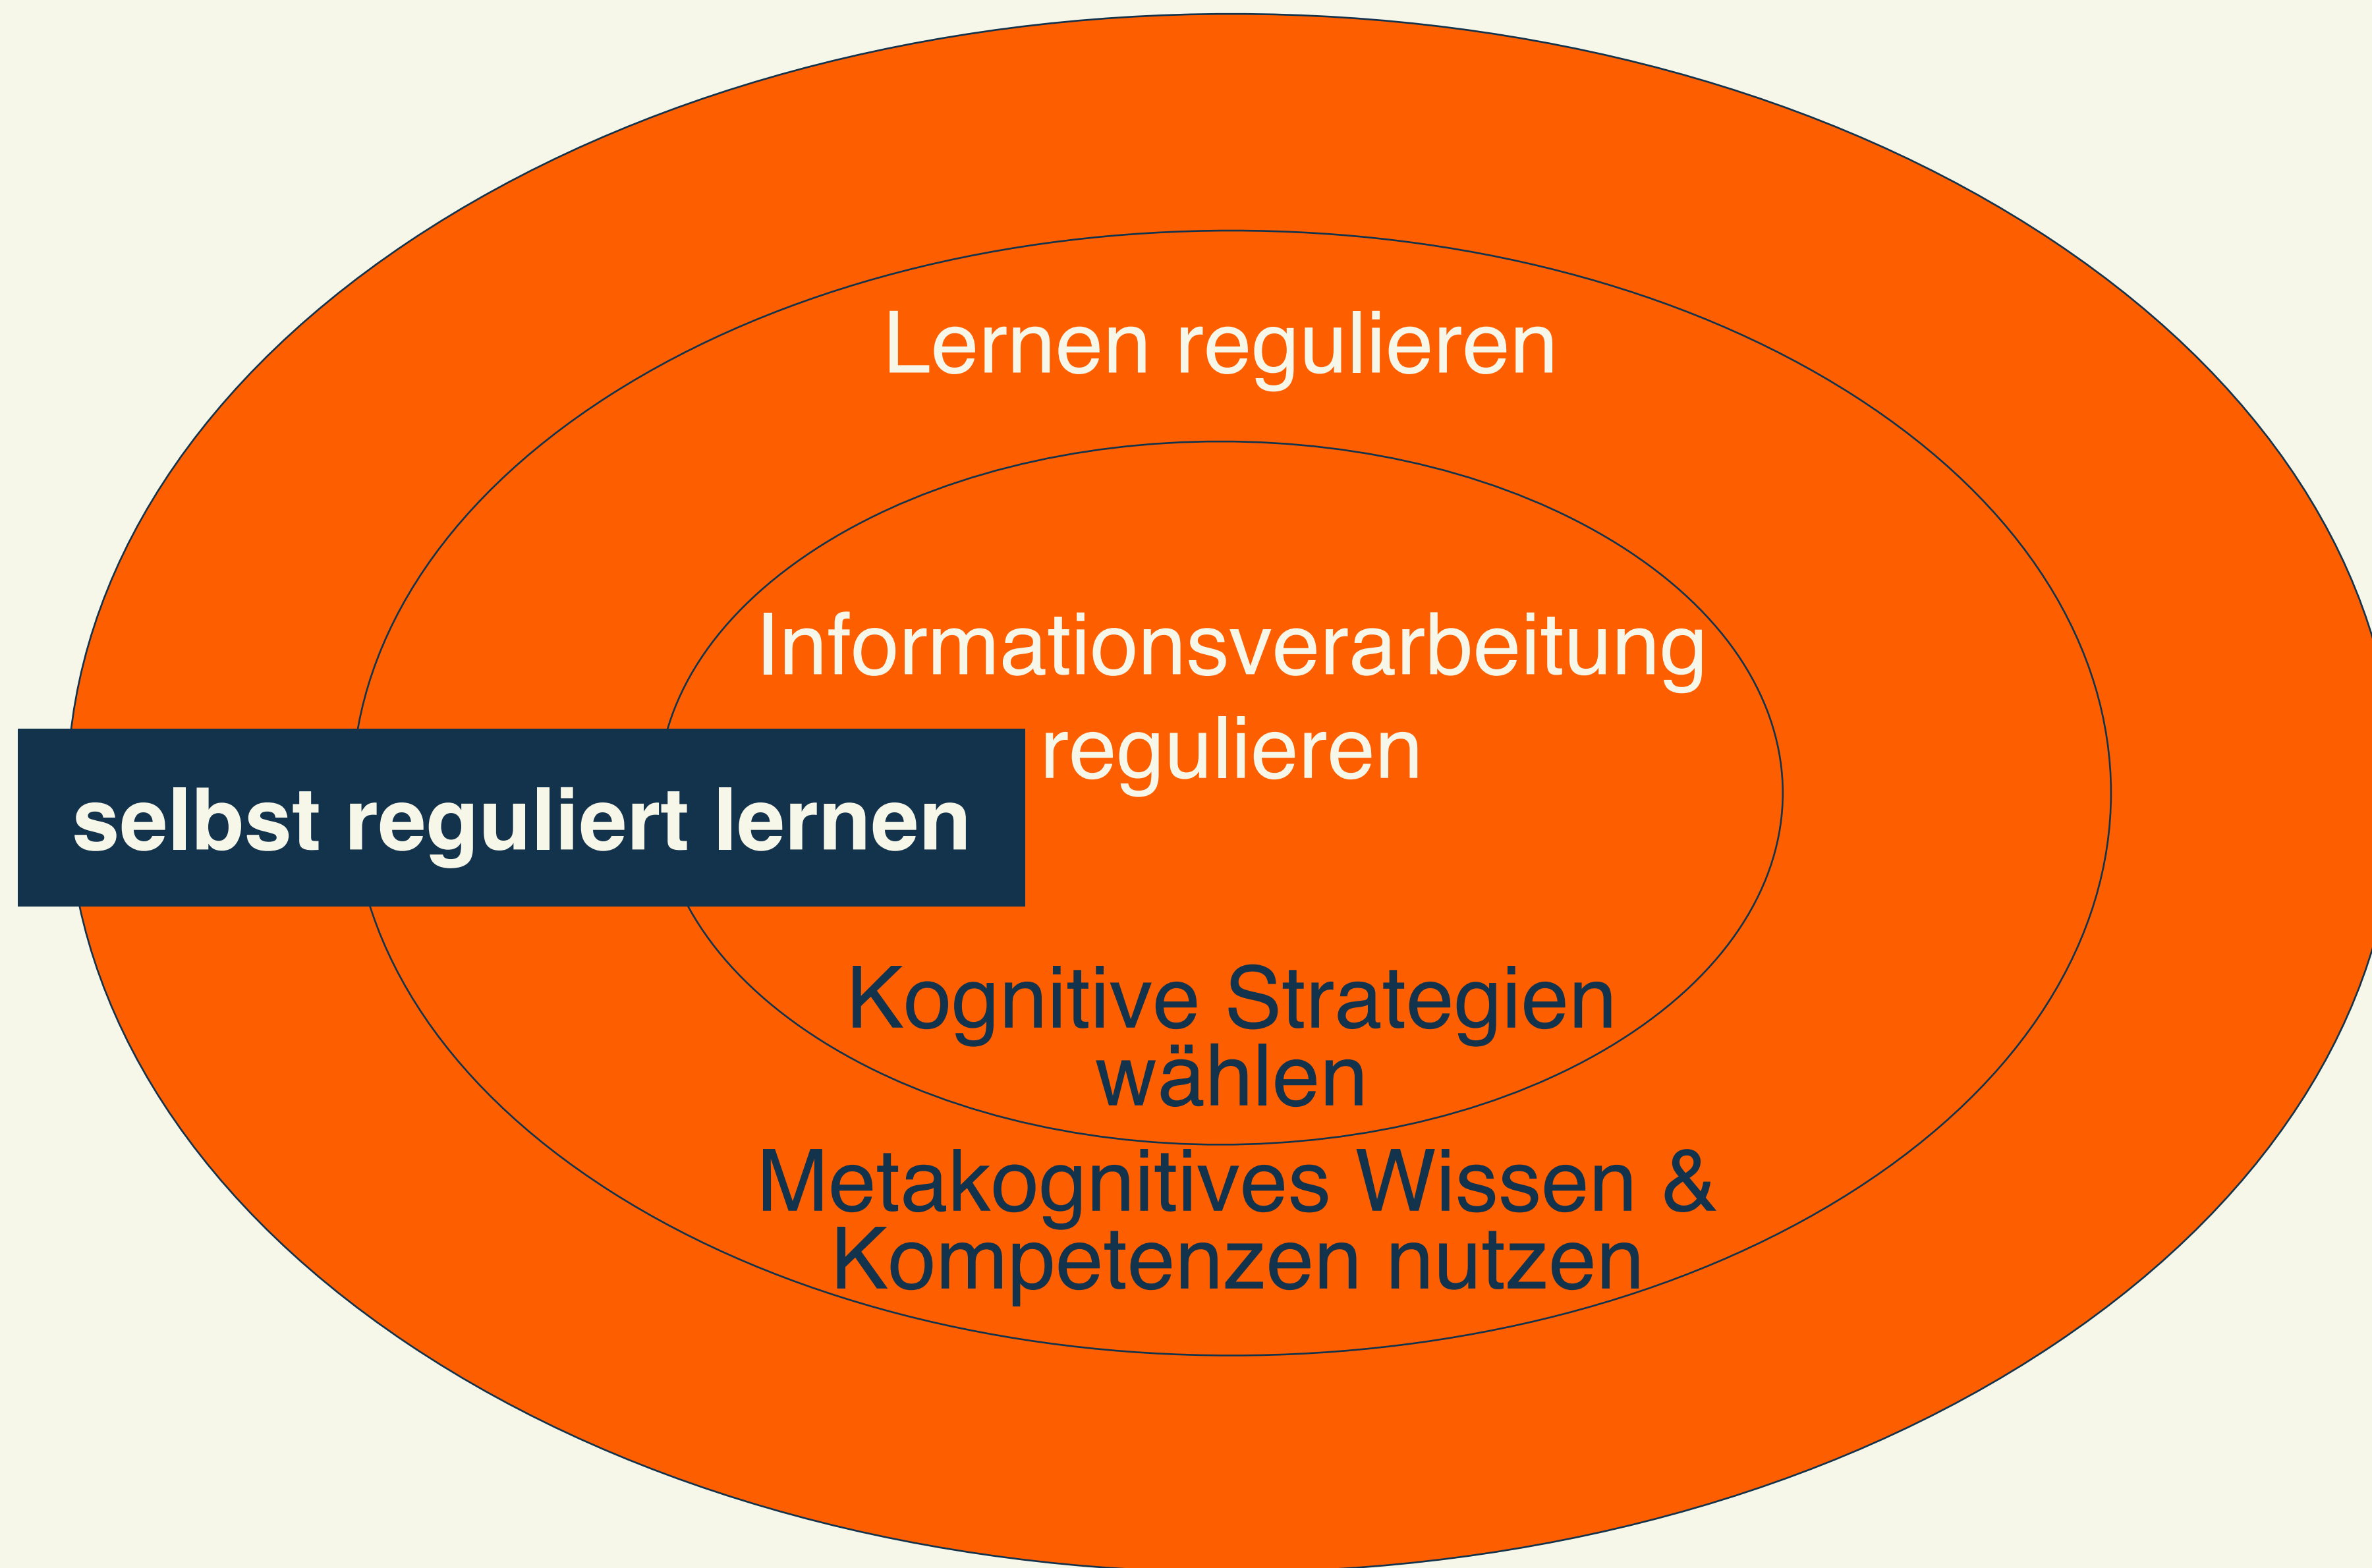 Lernen regulieren
Informationsverarbeitung
regulieren
selbst reguliert lernen
Kognitive Strategien
wählen
Metakognitives Wissen &
Kompetenzen nutzen